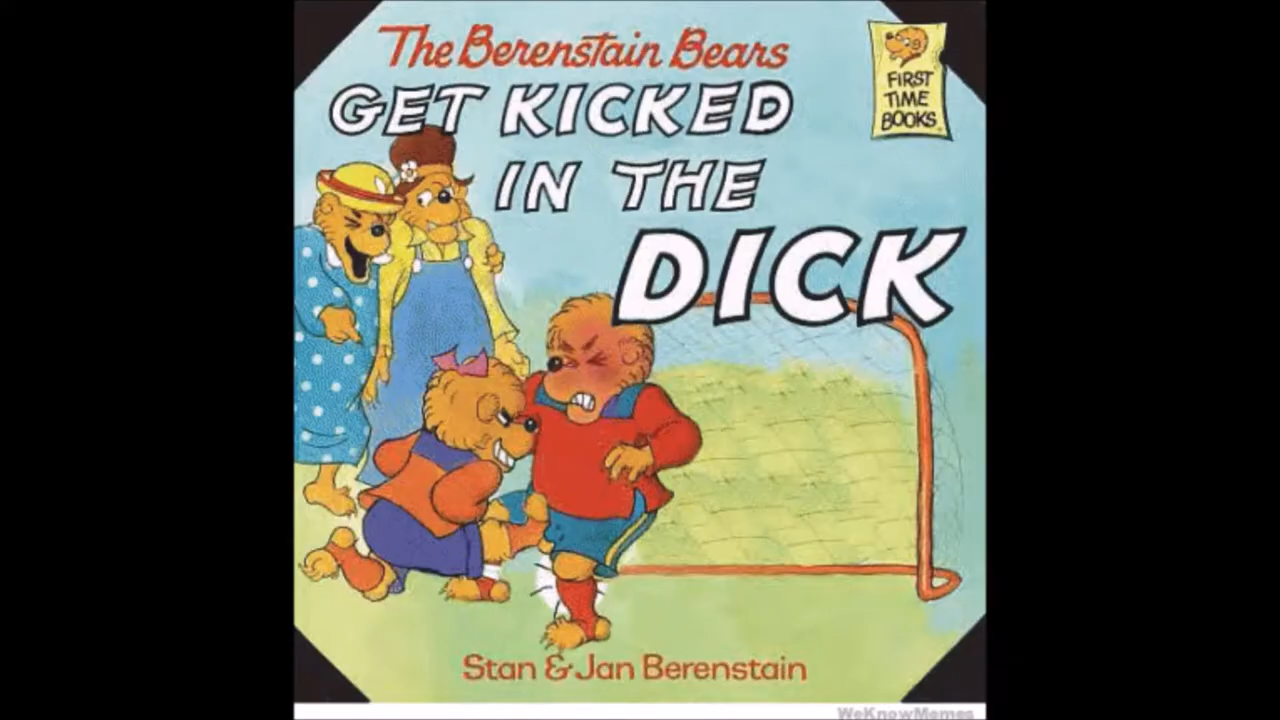 The Berenstain Bears
GET KICKED
IN THE
DICK
FIRST
TIME
BOOKS
Stan & Jan Berenstain
WeKnowMemes